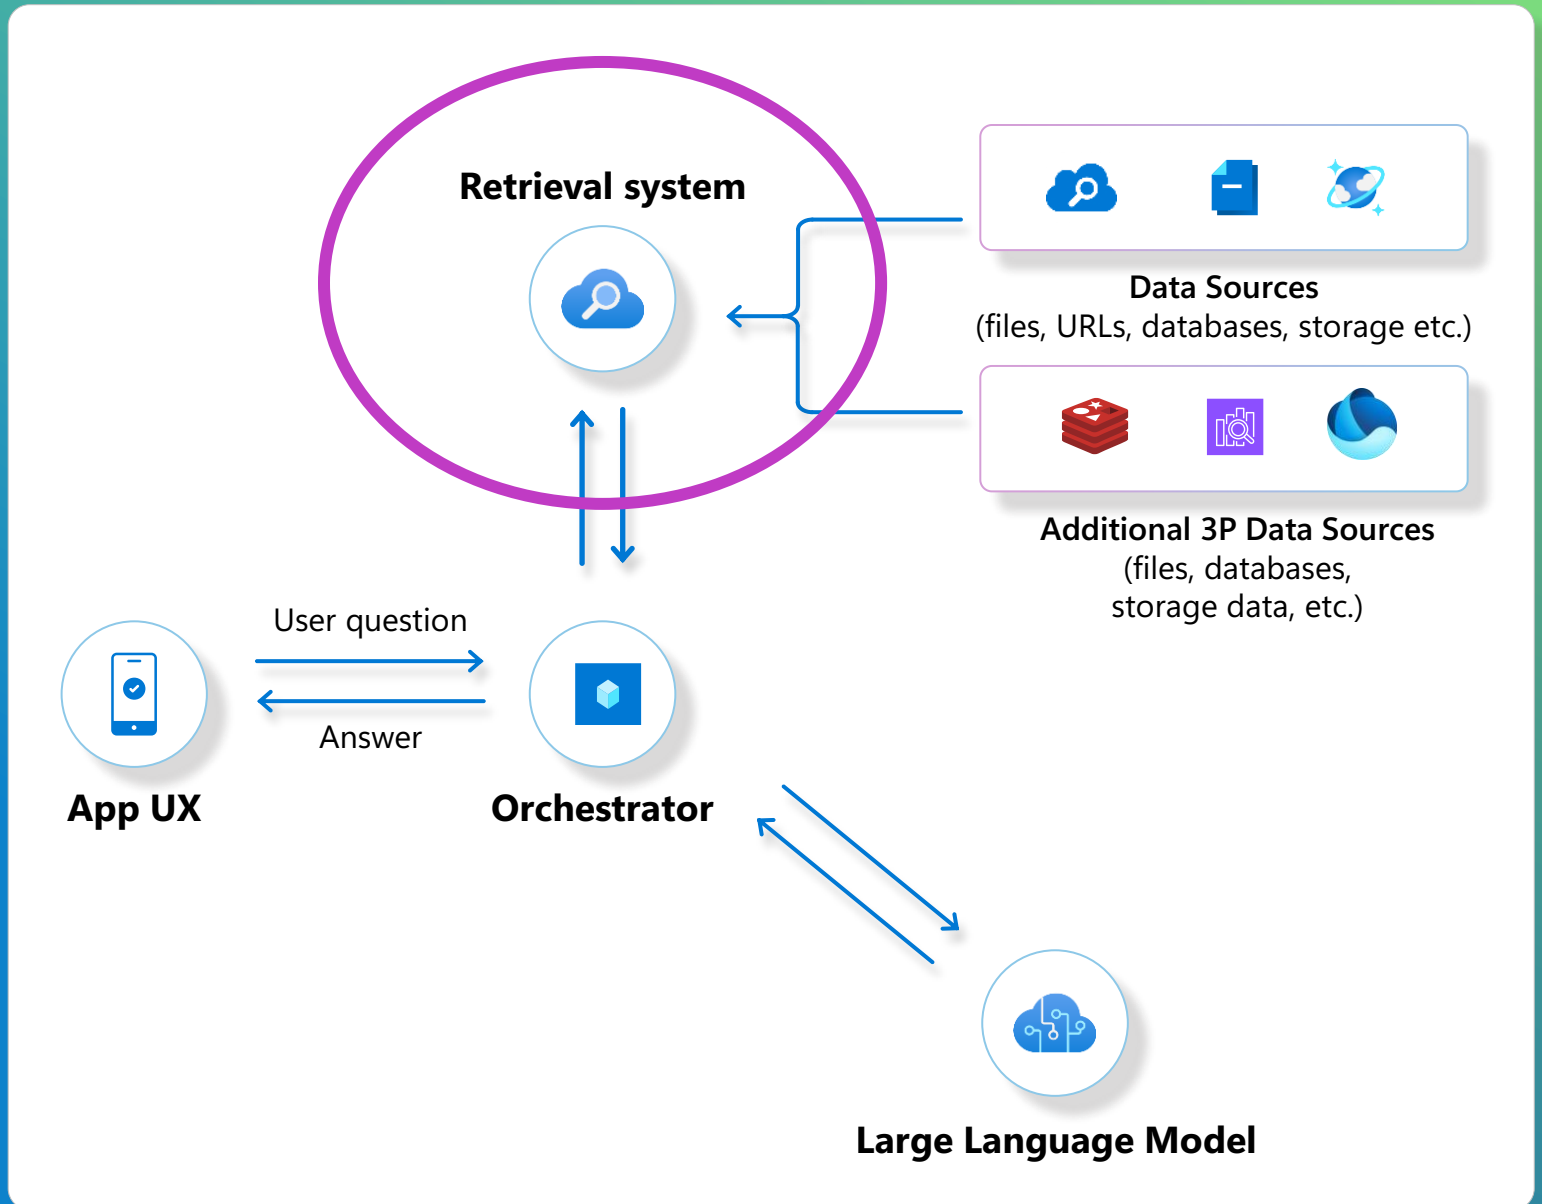 Retrieval system
Data Sources
(files, URLs, databases, storage etc.)
Additional 3P Data Sources
(files, databases,
storage data, etc.)
User question
Answer
App UX
Orchestrator
Large Language Model